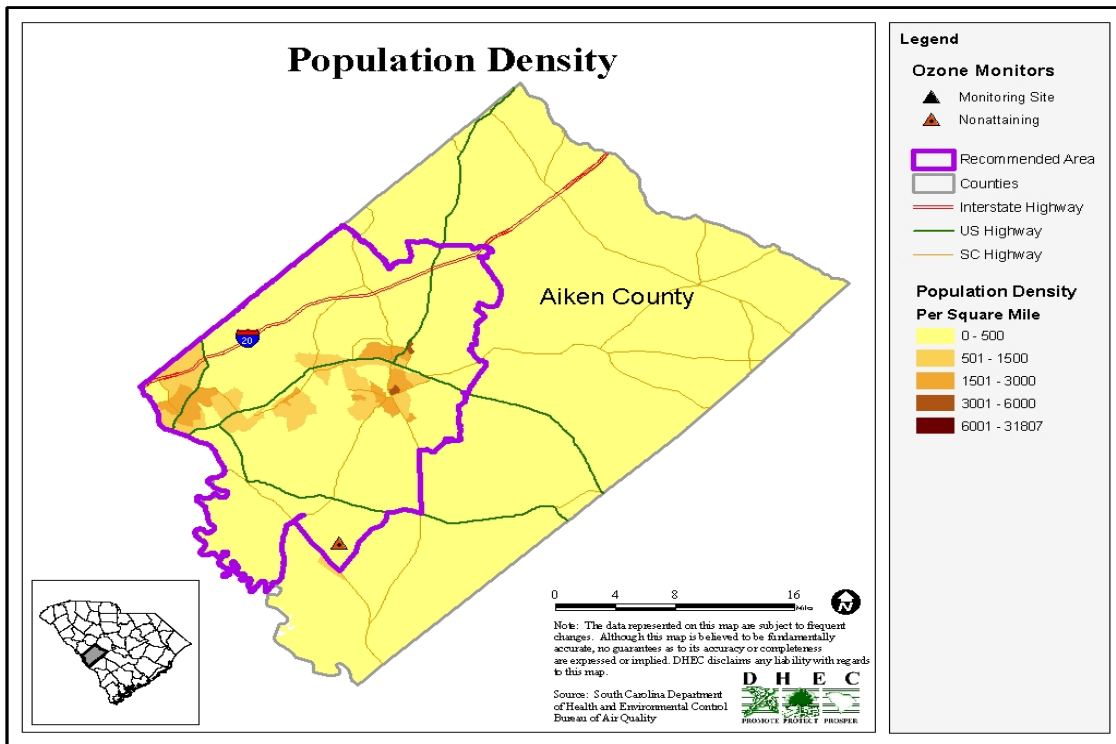 Population Density
Aiken County
20
0 4 8 16
Miles
N
Note: The data represented on this map are subject to frequent
changes. Although this map is believed to be fundamentally
accurate, no guarantees as to its accuracy or completeness
are expressed or implied. DHEC disclaims any liability with regards
to this map.
Source: South Carolina Department
of Health and Environmental Control
Bureau of Air Quality
D H E C
PROMOTE PROTECT PROSPER
Legend
Ozone Monitors
Monitoring Site
Nonattaining
Recommended Area
Counties
Interstate Highway
US Highway
SC Highway
Population Density
Per Square Mile
0 - 500
501 - 1500
1501 - 3000
3001 - 6000
6001 - 31807